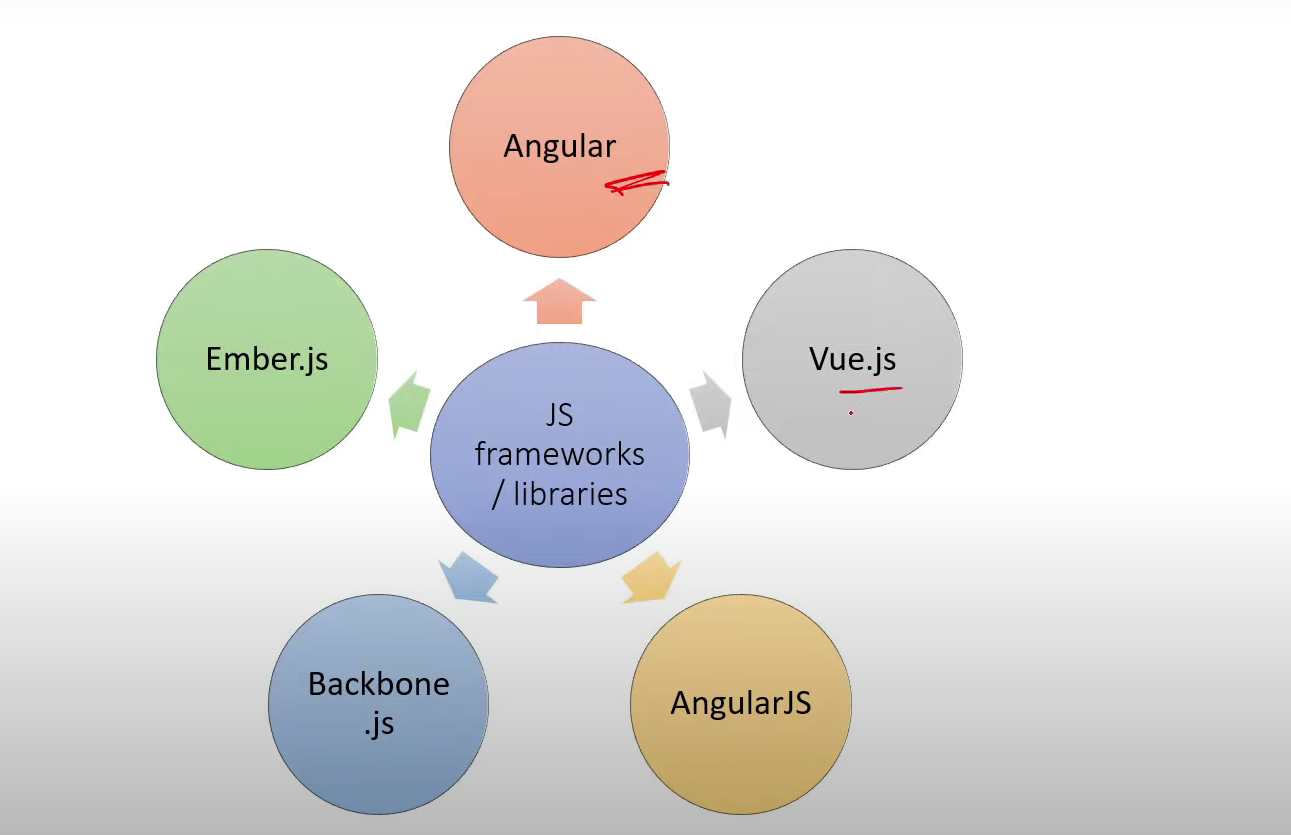 Angular
Ember.js
Vue.js
JS
frameworks
/ libraries
Backbone
.js
AngularJS